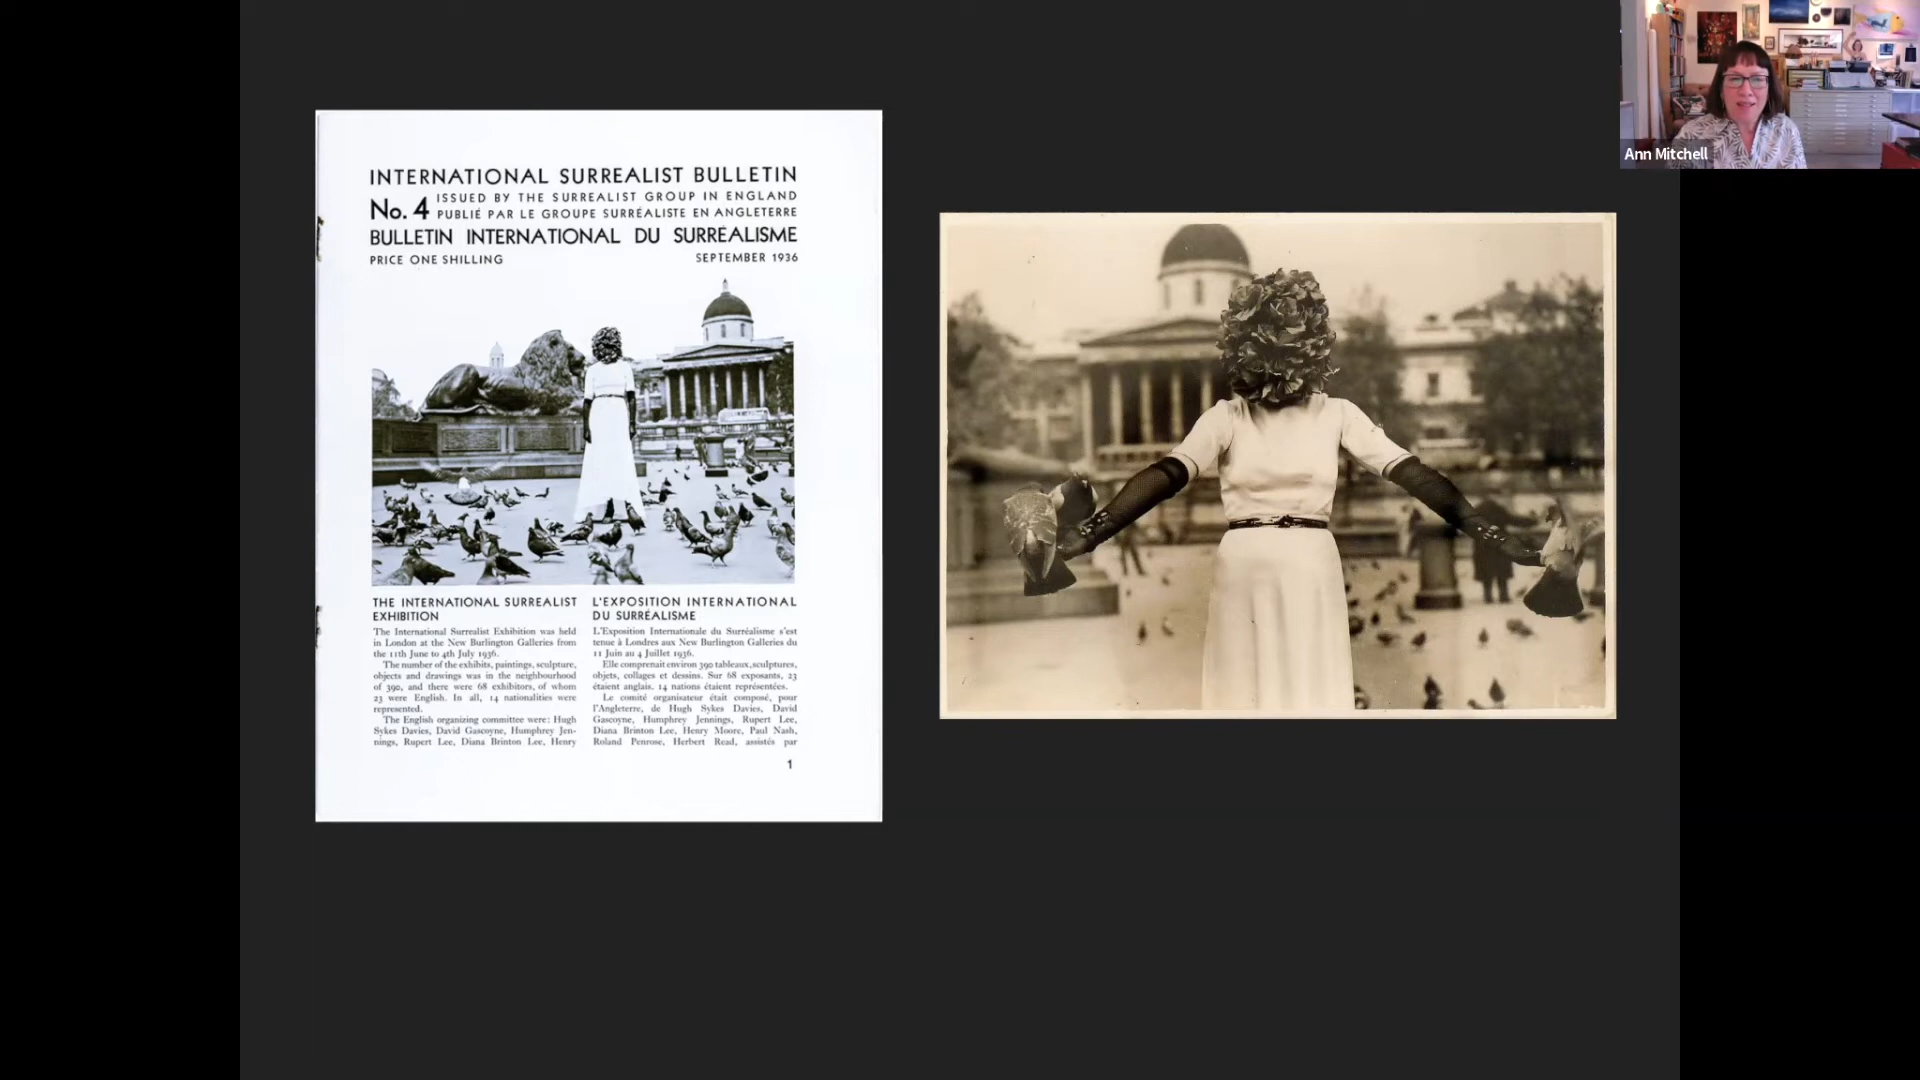 INTERNATIONAL SURREALIST BULLETIN
No. 4 ISSUED BY THE SURREALIST GROUP IN ENGLAND
PUBLIÉ PAR LE GROUPE SURRÉALISTE EN ANGLETERRE
BULLETIN INTERNATIONAL DU SURRÉALISME
PRICE ONE SHILLING SEPTEMBER 1936
THE INTERNATIONAL SURREALIST
EXHIBITION
The International Surrealist Exhibition was held
in London at the New Burlington Galleries from
the 11th June to 4th July 1936.
The number of the exhibits, paintings, sculpture,
objects and drawings was in the neighbourhood
of 390, and there were 68 exhibitors, of whom
23 were English. In all, 14 nationalities were
represented.
The English organizing committee were: Hugh
Sykes Davies, David Gascoyne, Humphrey Jen-
nings, Rupert Lee, Diana Brinton Lee, Henry
L'EXPOSITION INTERNATIONAL
DU SURRÉALISME
L'Exposition Internationale du Surréalisme s'est
tenue à Londres aux New Burlington Galleries du
11 Juin au 4 Juillet 1936.
Elle comprenait environ 390 tableaux, sculptures,
objets, collages et dessins. Sur 68 exposants, 23
étaient anglais. 14 nations étaient représentées.
Le comité organisateur était composé, pour
l'Angleterre, de Hugh Sykes Davies, David
Gascoyne, Humphrey Jennings, Rupert Lee,
Diana Brinton Lee, Henry Moore, Paul Nash,
Roland Penrose, Herbert Read, assistés par
1
Ann Mitchell